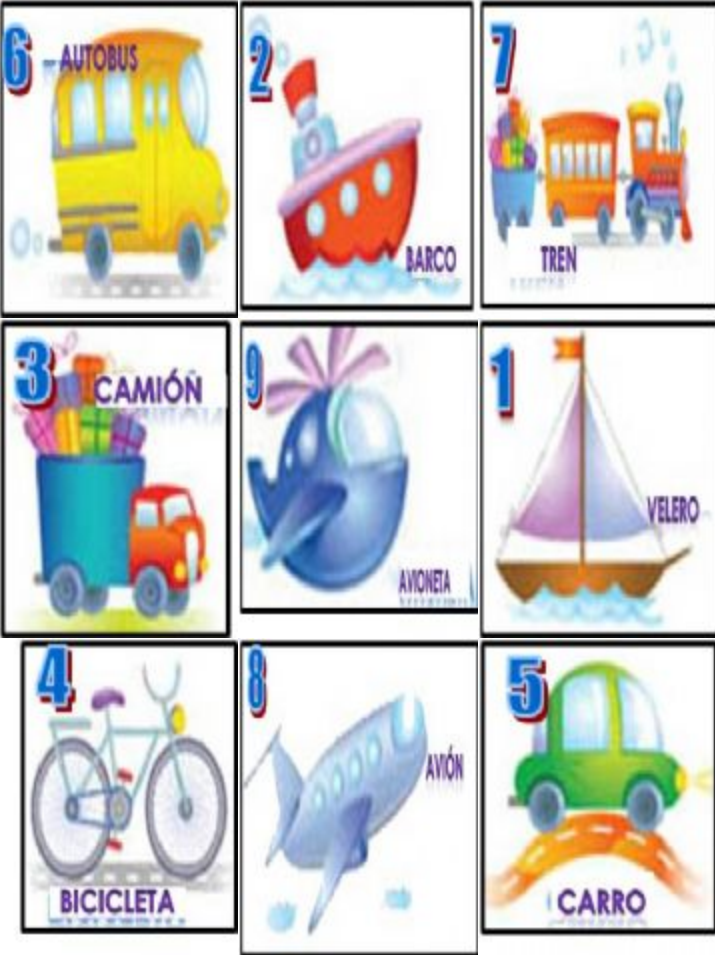 6
AUTOBUS
2
BARCO
7
TREN
3
CAMIÓN
9
AVIONETA
1
VELERO
4
BICICLETA
8
AVIÓN
5
CARRO